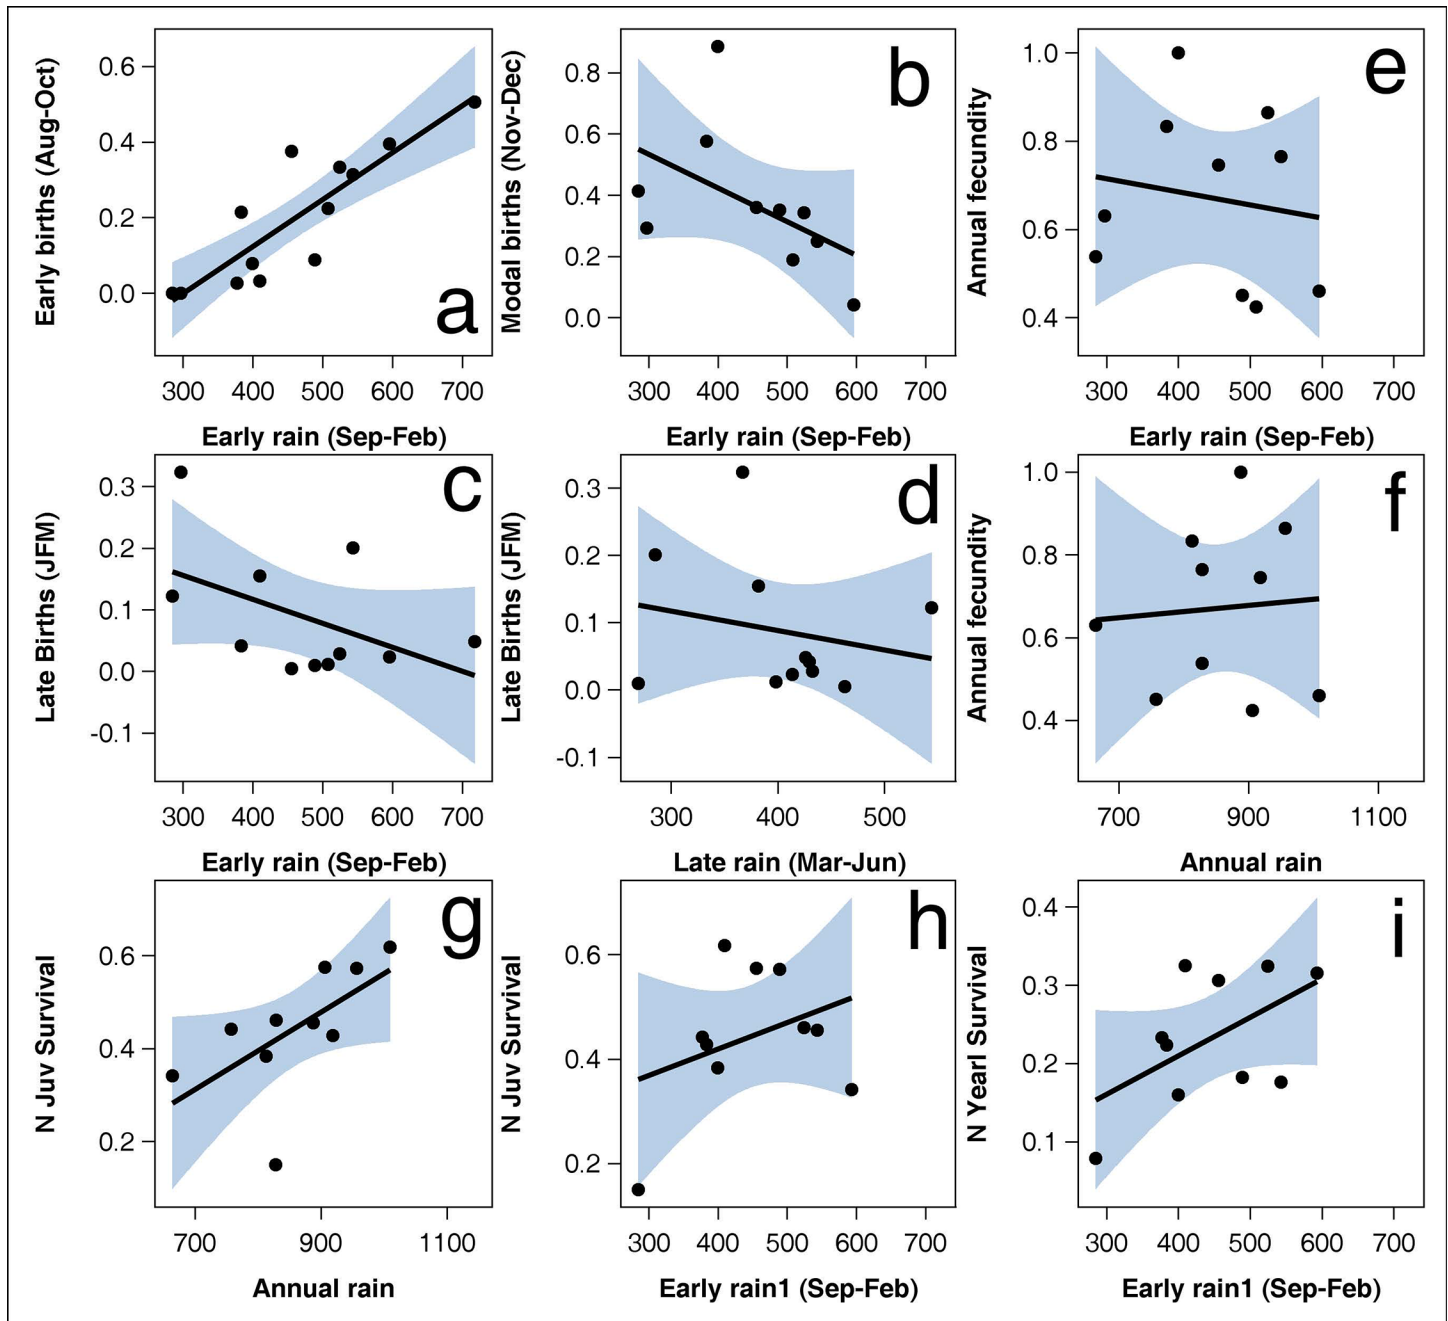 Early births (Aug-Oct)
0.6
0.4
0.2
0.0
a
300 400 500 600 700
Early rain (Sep-Feb)
Modal births (Nov-Dec)
0.8
0.6
0.4
0.2
0.0
b
300 400 500 600 700
Early rain (Sep-Feb)
Annual fecundity
1.0
0.8
0.6
0.4
e
300 400 500 600 700
Early rain (Sep-Feb)
Late Births (JFM)
0.3
0.2
0.1
0.0
-0.1
c
300 400 500 600 700
Early rain (Sep-Feb)
Late Births (JFM)
0.3
0.2
0.1
0.0
-0.1
d
300 400 500
Late rain (Mar-Jun)
Annual fecundity
1.0
0.8
0.6
0.4
f
700 900 1100
Annual rain
N Juv Survival
0.6
0.4
0.2
g
700 900 1100
Annual rain
N Juv Survival
0.6
0.4
0.2
h
300 400 500 600 700
Early rain1 (Sep-Feb)
N Yearl Survival
0.4
0.3
0.2
0.1
i
300 400 500 600 700
Early rain1 (Sep-Feb)